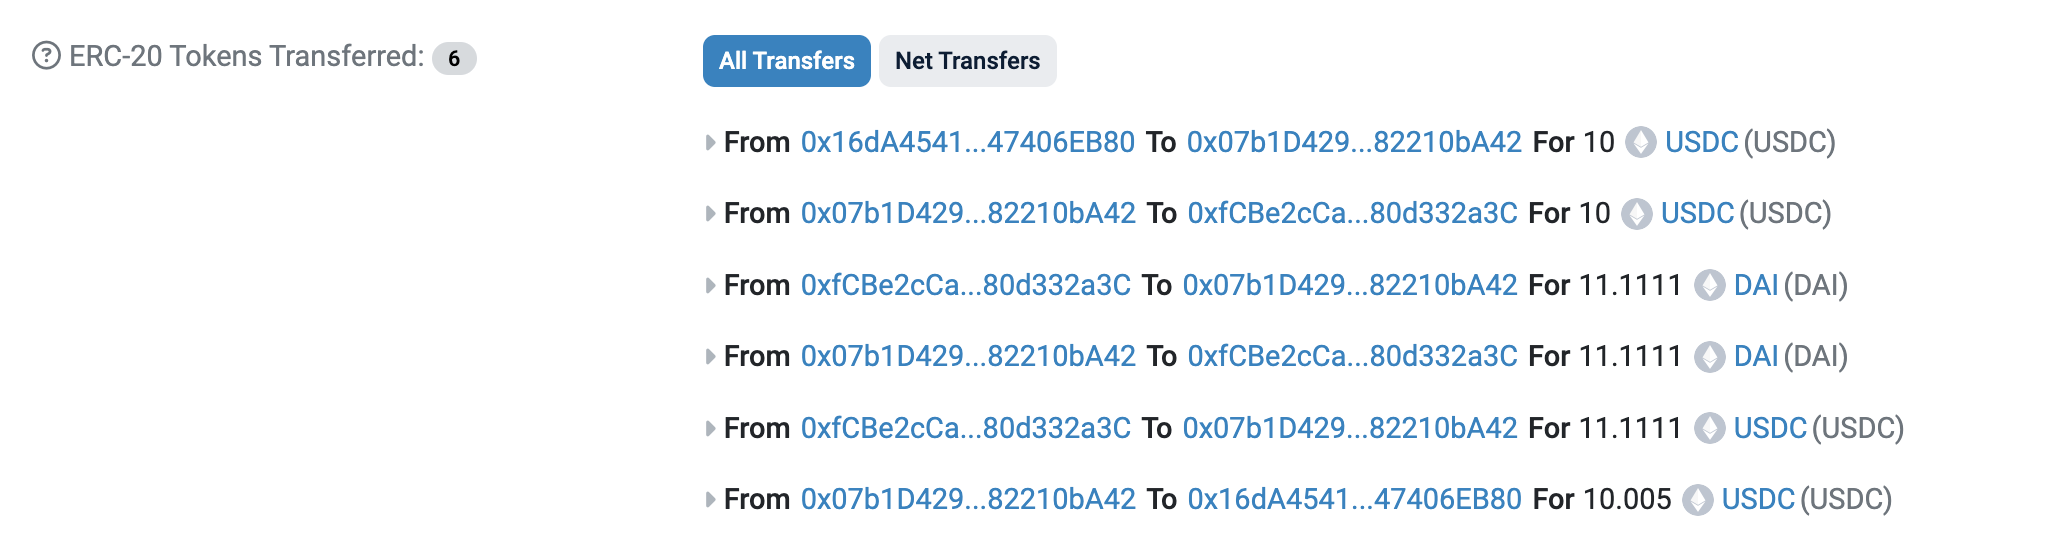 ERC-20 Tokens Transferred: 6
All Transfers Net Transfers
From 0x16dA4541...47406EB80 To 0x07b1D429...82210bA42 For 10 USDC (USDC)
From 0x07b1D429...82210bA42 To 0xfCBe2cCa...80d332a3C For 10 USDC (USDC)
From 0xfCBe2cCa...80d332a3C To 0x07b1D429...82210bA42 For 11.1111 DAI (DAI)
From 0x07b1D429...82210bA42 To 0xfCBe2cCa...80d332a3C For 11.1111 DAI (DAI)
From 0xfCBe2cCa...80d332a3C To 0x07b1D429...82210bA42 For 11.1111 USDC (USDC)
From 0x07b1D429...82210bA42 To 0x16dA4541...47406EB80 For 10.005 USDC (USDC)